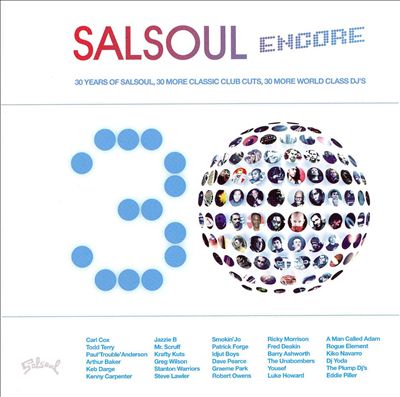 SALSOUL ENCORE
30 YEARS OF SALSOUL, 30 MORE CLASSIC CLUB CUTS, 30 MORE WORLD CLASS DJ'S
30
Carl Cox
Todd Terry
Paul'Trouble'Anderson
Arthur Baker
Keb Darge
Kenny Carpenter
Jazzie B
Mr. Scruff
Krafty Kuts
Greg Wilson
Stanton Warriors
Steve Lawler
Smokin'Jo
Patrick Forge
Idjut Boys
Dave Pearce
Graeme Park
Robert Owens
Ricky Morrison
Fred Deakin
Barry Ashworth
The Unabombers
Yousef
Luke Howard
A Man Called Adam
Rogue Element
Kiko Navarro
Dj Yoda
The Plump Dj's
Eddie Piller
Salsoul